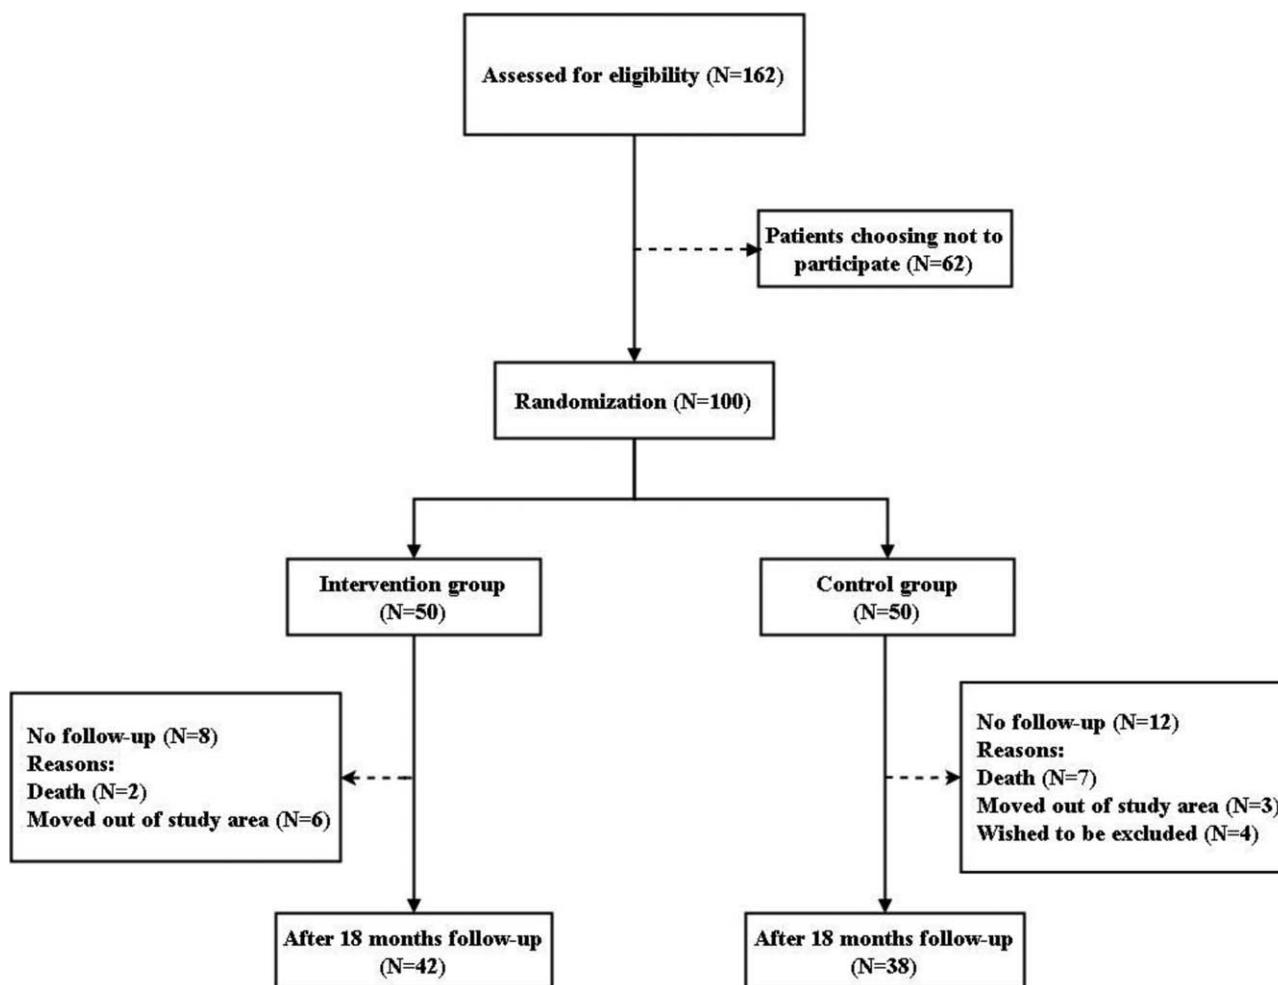 Assessed for eligibility (N=162)
Patients choosing not to
participate (N=62)
Randomization (N=100)
Intervention group
(N=50)
Control group
(N=50)
No follow-up (N=8)
Reasons:
Death (N=2)
Moved out of study area (N=6)
No follow-up (N=12)
Reasons:
Death (N=7)
Moved out of study area (N=3)
Wished to be excluded (N=4)
After 18 months follow-up
(N=42)
After 18 months follow-up
(N=38)